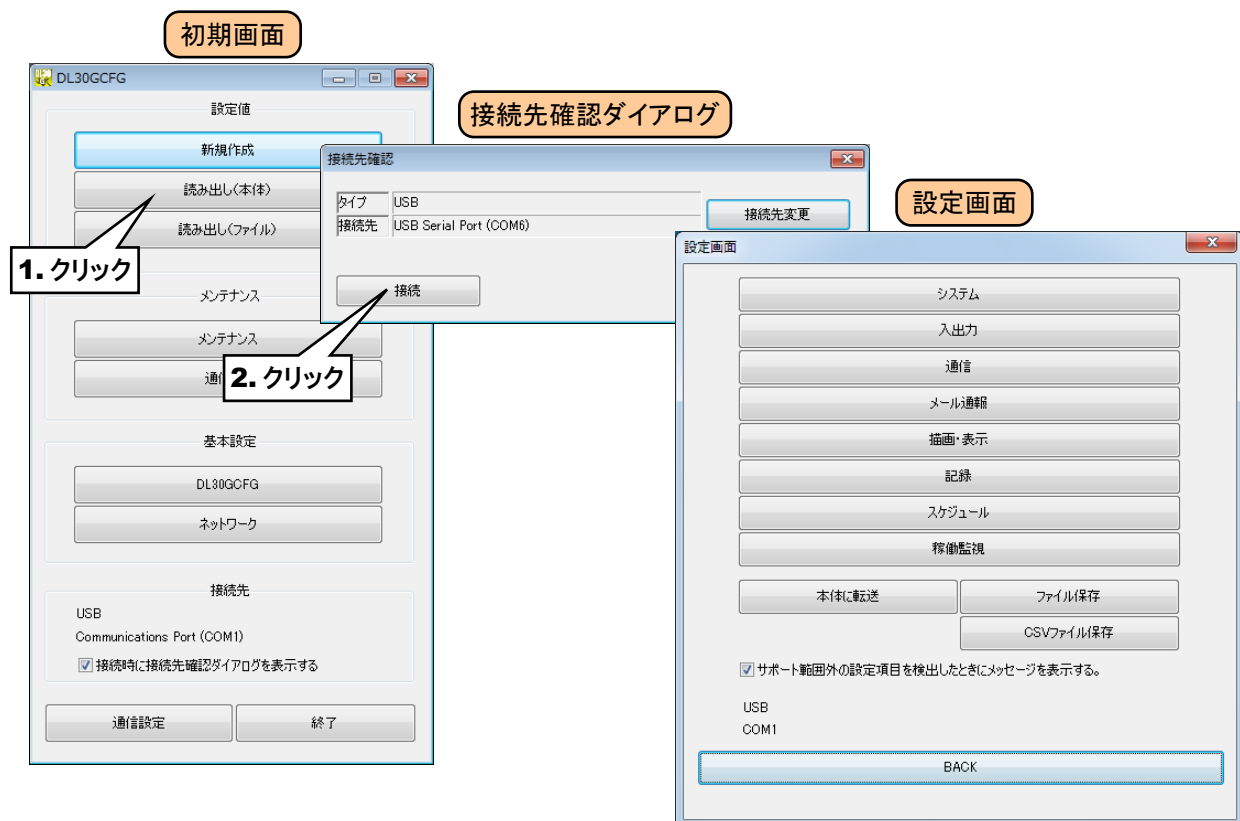 初期画面
DL30GCFG
設定値
新規作成
読み出し(本体)
読み出し(ファイル)
1. クリック
メンテナンス
メンテナンス
通
2. クリック
基本設定
DL30GCFG
ネットワーク
接続先
USB
Communications Port (COM1)
接続時に接続先確認ダイアログを表示する
通信設定
終了
接続先確認ダイアログ
接続先確認
タイプ USB
接続先 USB Serial Port (COM6)
接続先変更
接続
設定画面
設定画面
システム
入出力
通信
メール通報
描画・表示
記録
スケジュール
稼働監視
本体に転送
ファイル保存
CSVファイル保存
サポート範囲外の設定項目を検出したときにメッセージを表示する。
USB
COM1
BACK